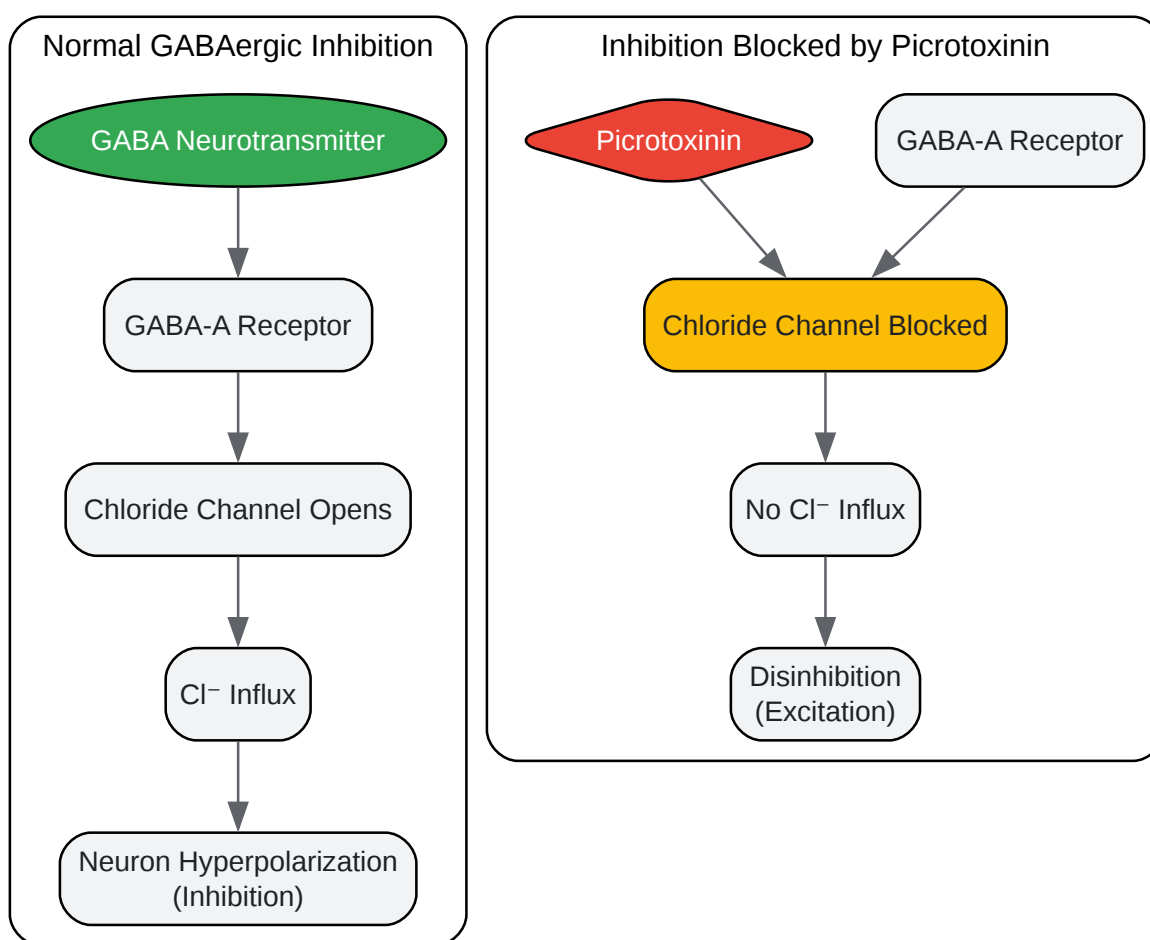 Normal GABAergic Inhibition
GABA Neurotransmitter
GABA-A Receptor
Chloride Channel Opens
Cl⁻ Influx
Neuron Hyperpolarization
(Inhibition)
Inhibition Blocked by Picrotoxinin
Picrotoxinin
GABA-A Receptor
Chloride Channel Blocked
No Cl⁻ Influx
Disinhibition
(Excitation)